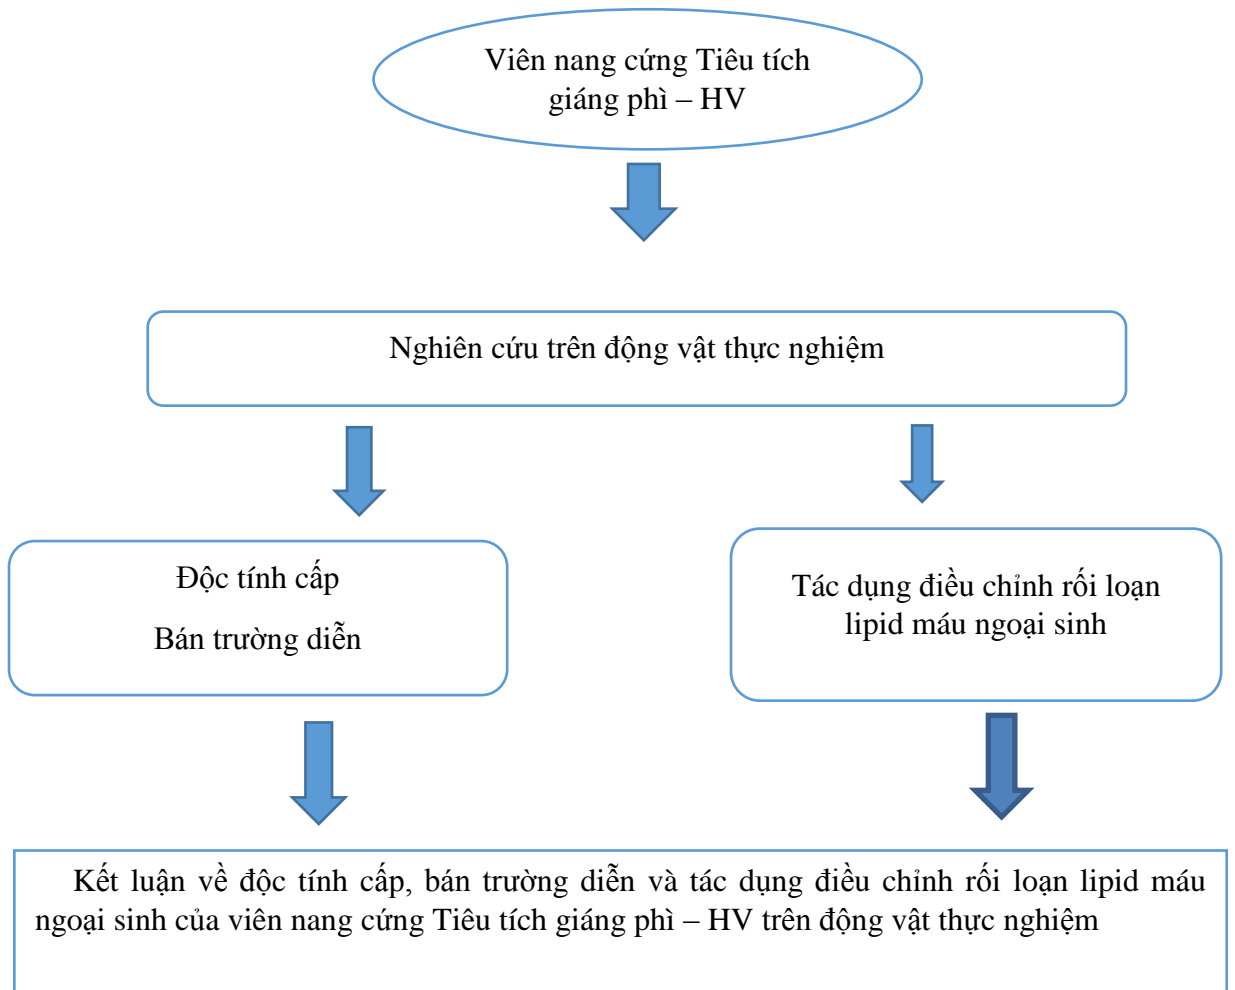 Viên nang cứng Tiêu tích
giáng phì – HV
Nghiên cứu trên động vật thực nghiệm
Độc tính cấp
Bán trường diễn
Tác dụng điều chỉnh rối loạn
lipid máu ngoại sinh
Kết luận về độc tính cấp, bán trường diễn và tác dụng điều chỉnh rối loạn lipid máu
ngoại sinh của viên nang cứng Tiêu tích giáng phì – HV trên động vật thực nghiệm